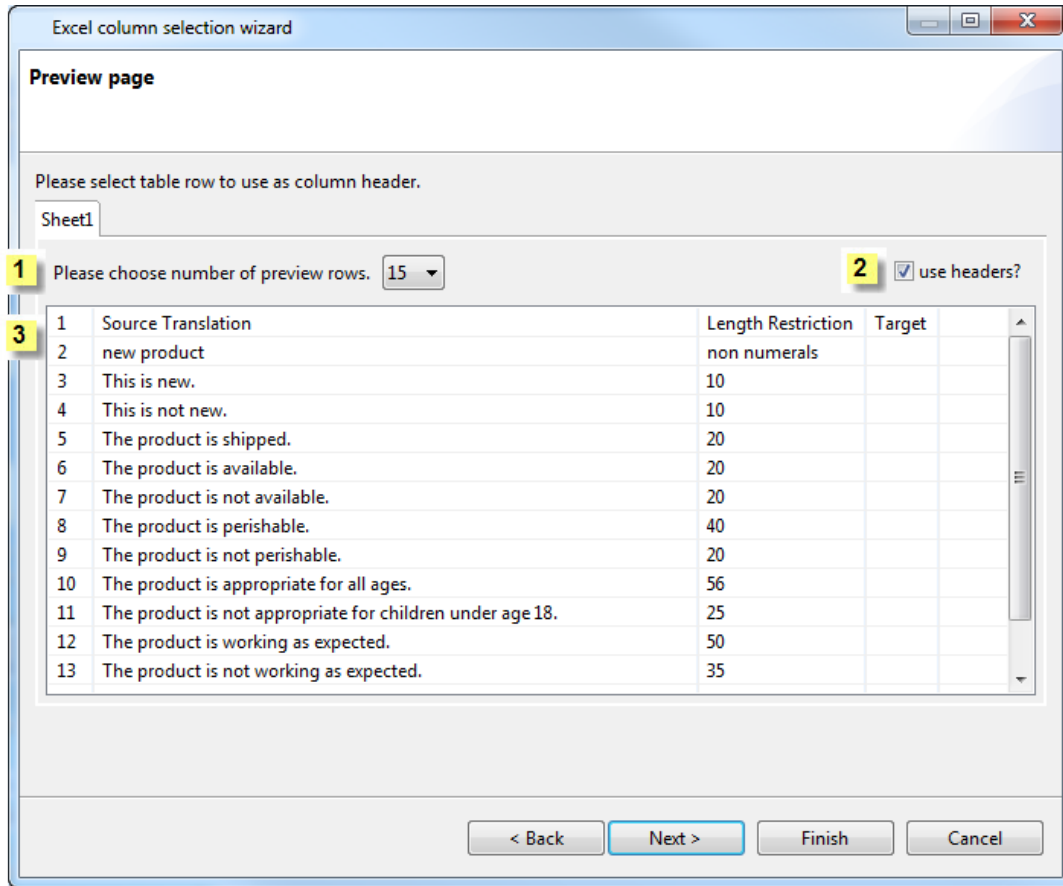 Excel column selection wizard
Preview page
Please select table row to use as column header.
Sheet1
1 Please choose number of preview rows. 15 2 use headers?
3
1 Source Translation Length Restriction Target
2 new product non numerals
3 This is new. 10
4 This is not new. 10
5 The product is shipped. 20
6 The product is available. 20
7 The product is not available. 20
8 The product is perishable. 40
9 The product is not perishable. 20
10 The product is appropriate for all ages. 56
11 The product is not appropriate for children under age 18. 25
12 The product is working as expected. 50
13 The product is not working as expected. 35
< Back Next > Finish Cancel